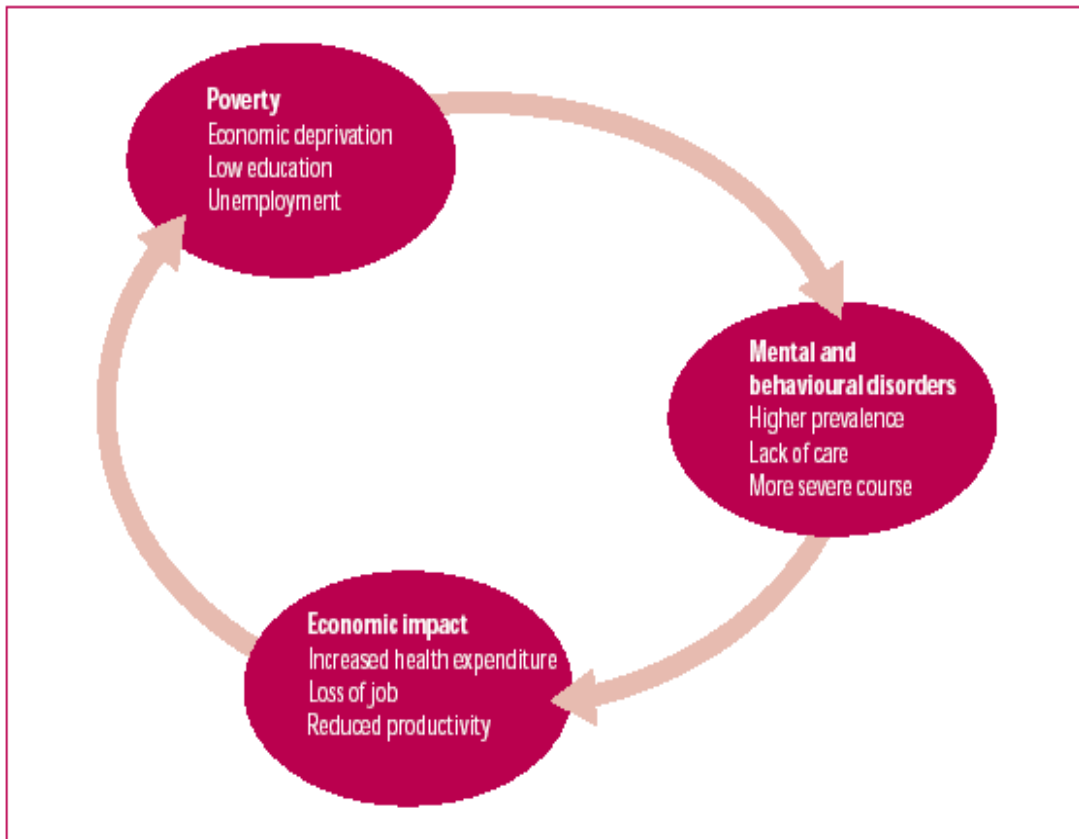 Poverty
Economic deprivation
Low education
Unemployment
Mental and
behavioural disorders
Higher prevalence
Lack of care
More severe course
Economic impact
Increased health expenditure
Loss of job
Reduced productivity